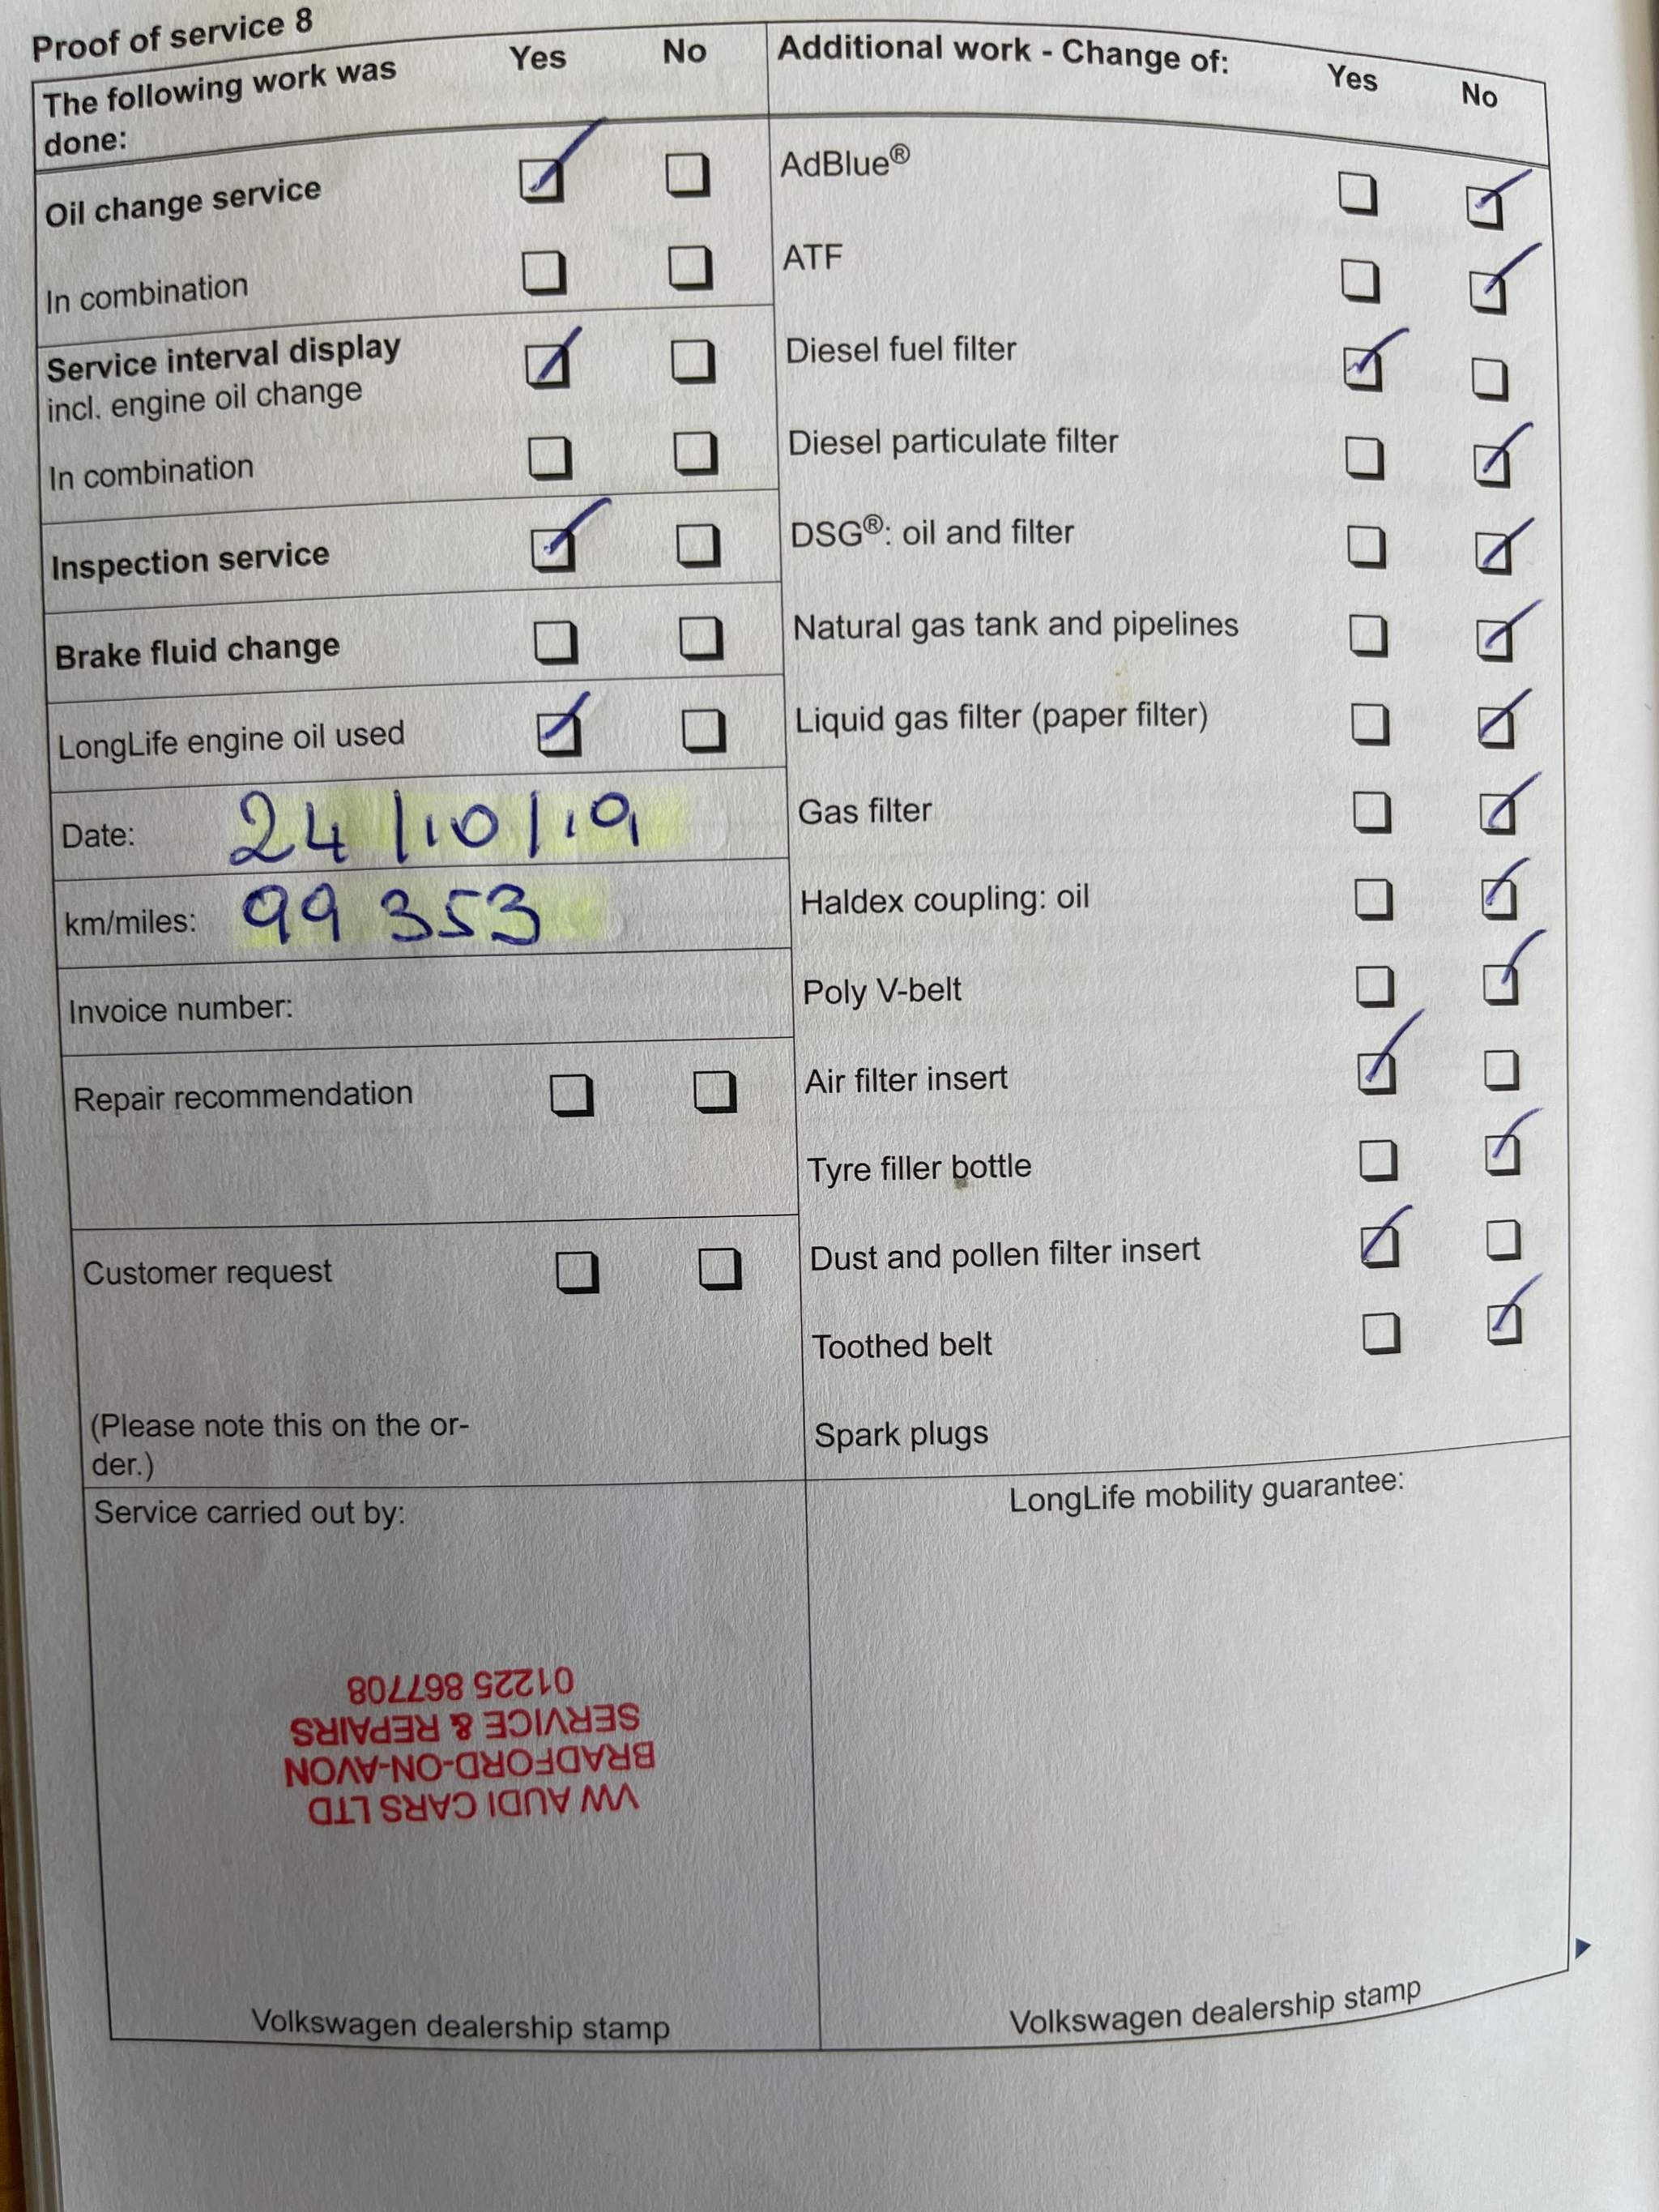 Proof of service 8
The following work was
done:
Yes No
Oil change service
In combination
Service interval display
incl. engine oil change
In combination
Inspection service
Brake fluid change
LongLife engine oil used
Date: 24/10/19
km/miles: 99 353
Invoice number:
Repair recommendation
Customer request
(Please note this on the or-
der.)
Additional work - Change of:
Yes No
AdBlue®
ATF
Diesel fuel filter
Diesel particulate filter
DSG®: oil and filter
Natural gas tank and pipelines
Liquid gas filter (paper filter)
Gas filter
Haldex coupling: oil
Poly V-belt
Air filter insert
Tyre filler bottle
Dust and pollen filter insert
Toothed belt
Spark plugs
Service carried out by:
VW AUDI CARS LTD
BRADFORD-ON-AVON
SERVICE & REPAIRS
01225 867708
Volkswagen dealership stamp
LongLife mobility guarantee:
Volkswagen dealership stamp